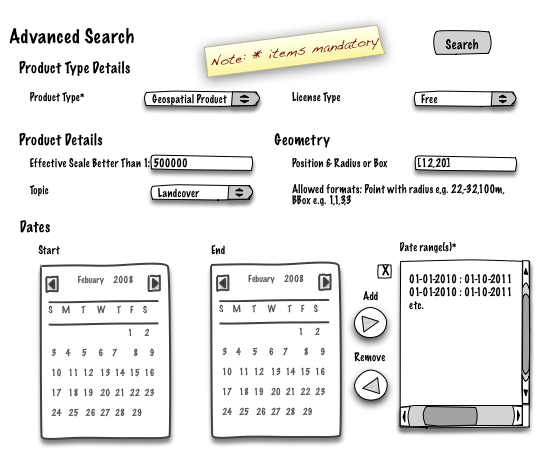 Advanced Search
Note: * items mandatory
Search
Product Type Details
Product Type*
Geospatial Product
License Type
Free
Product Details
Geometry
Effective Scale Better Than 1:
500000
Position & Radius or Box
[12,20]
Topic
Landcover
Allowed formats: Point with radius e.g. 22,-32,100m,
BBox e.g. 1,1,3,3
Dates
Start
End
Date range(s)*
Febuary 2008
S M T W T F S
1 2
3 4 5 6 7 8 9
10 11 12 13 14 15 16
17 18 19 20 21 22 23
24 25 26 27 28 29
Febuary 2008
S M T W T F S
1 2
3 4 5 6 7 8 9
10 11 12 13 14 15 16
17 18 19 20 21 22 23
24 25 26 27 28 29
X
Add
Remove
01-01-2010 : 01-10-2011
01-01-2010 : 01-10-2011
etc.